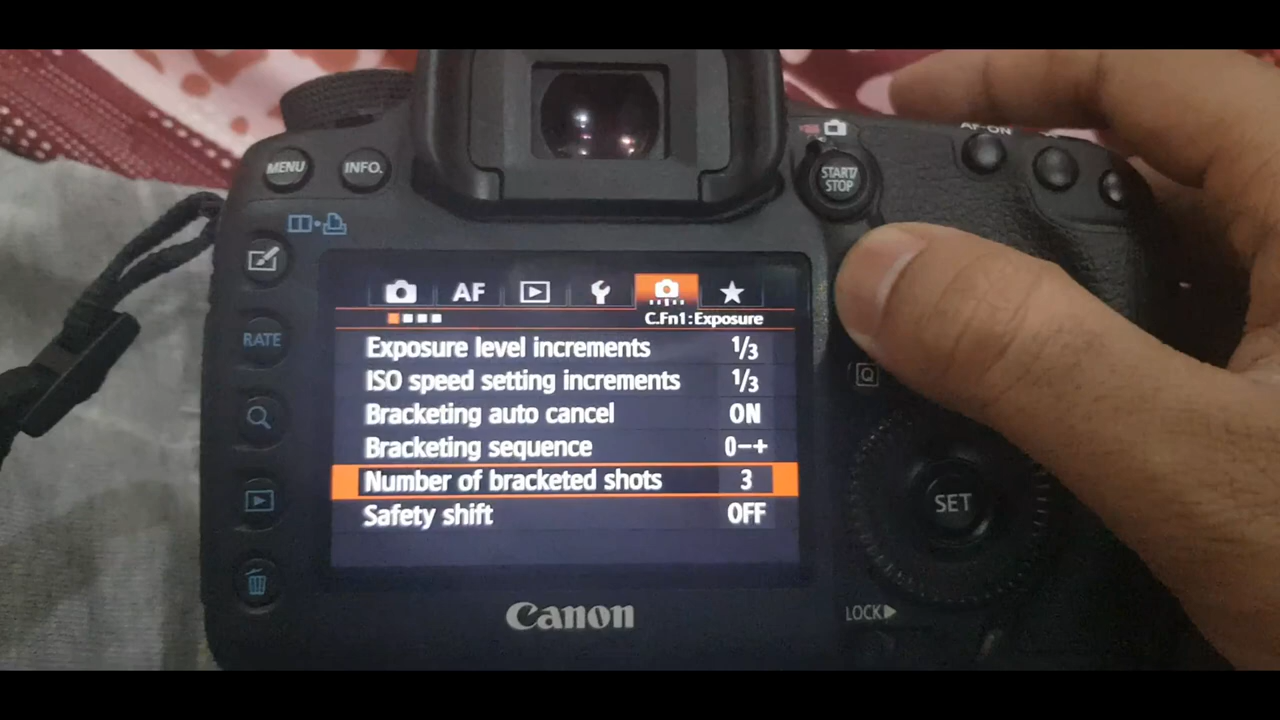 AF-ON
MENU
INFO.
START/
STOP
RATE
AF
C.Fn1:Exposure
Exposure level increments 1/3
ISO speed setting increments 1/3
Bracketing auto cancel ON
Bracketing sequence 0−+
Number of bracketed shots 3
Safety shift OFF
Q
SET
LOCK▶
Canon